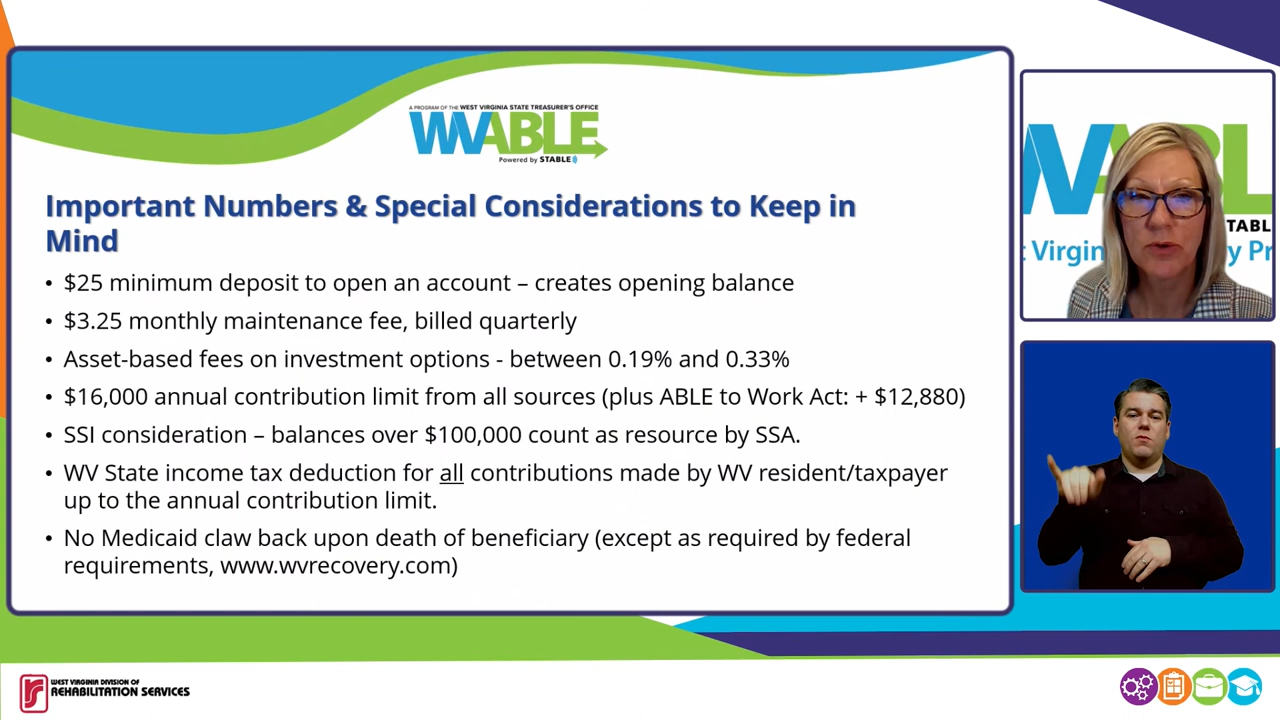 A PROGRAM OF THE WEST VIRGINIA STATE TREASURER'S OFFICE
WVABLE
Powered by STABLE
Important Numbers & Special Considerations to Keep in
Mind
• $25 minimum deposit to open an account – creates opening balance
• $3.25 monthly maintenance fee, billed quarterly
• Asset-based fees on investment options - between 0.19% and 0.33%
• $16,000 annual contribution limit from all sources (plus ABLE to Work Act: + $12,880)
• SSI consideration – balances over $100,000 count as resource by SSA.
• WV State income tax deduction for all contributions made by WV resident/taxpayer
up to the annual contribution limit.
• No Medicaid claw back upon death of beneficiary (except as required by federal
requirements, www.wvrecovery.com)
TABL
t Virgin
y Pr
WEST VIRGINIA DIVISION OF
REHABILITATION SERVICES